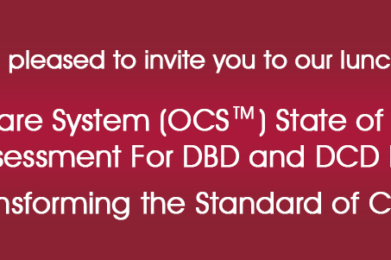 pleased to invite you to our lunc
are System (OCS™) State of
sessment For DBD and DCD
nsforming the Standard of C